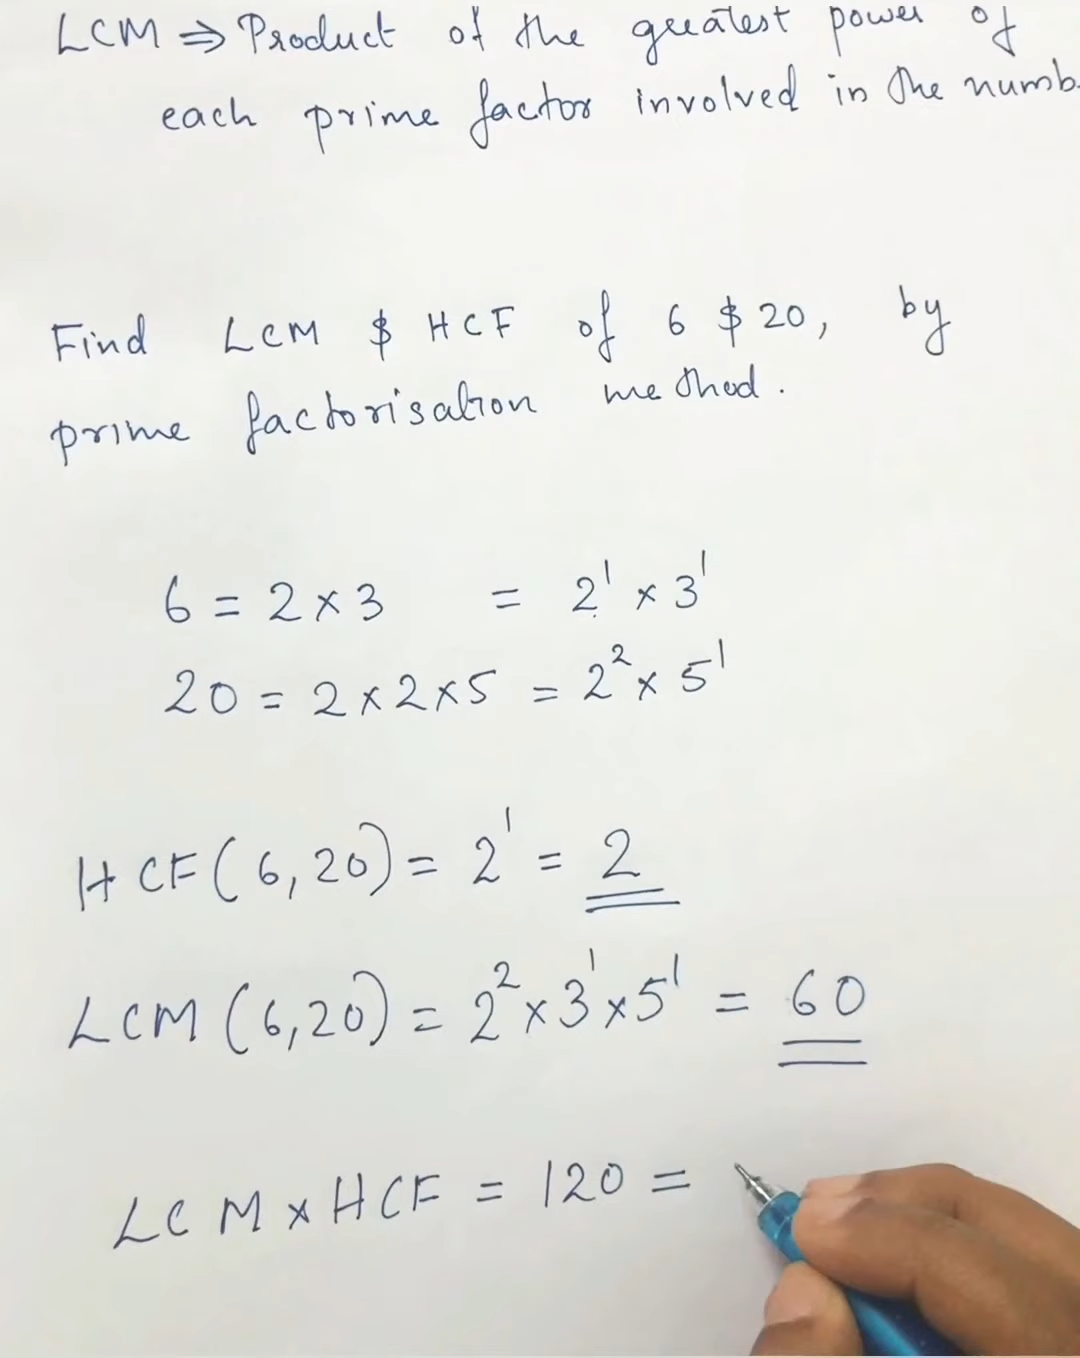 LCM ⇒ Product of the greatest power of
each prime factor involved in the numb
Find LCM $ HCF of 6 $ 20, by
prime factorisation method.
6 = 2 × 3 = 2¹ × 3¹
20 = 2 × 2 × 5 = 2² × 5¹
HCF(6,20) = 2¹ = 2
LCM(6,20) = 2² × 3¹ × 5¹ = 60
LCM × HCF = 120 =